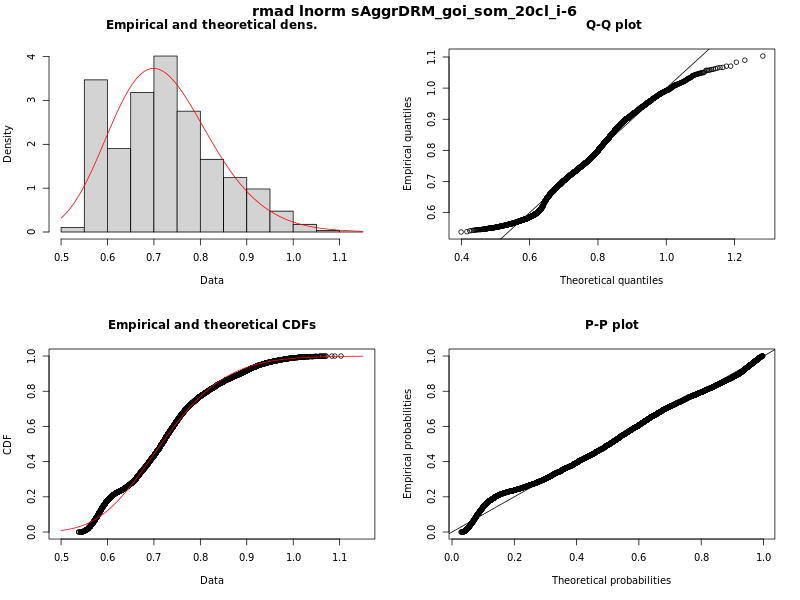 rmad lnorm sAggrDRM_goi_som_20cl_i-6
Empirical and theoretical dens.
Density
0 1 2 3 4
0.5 0.6 0.7 0.8 0.9 1.0 1.1
Data
Q-Q plot
Empirical quantiles
0.6 0.7 0.8 0.9 1.0 1.1
0.4 0.6 0.8 1.0 1.2
Theoretical quantiles
Empirical and theoretical CDFs
CDF
0.0 0.2 0.4 0.6 0.8 1.0
0.5 0.6 0.7 0.8 0.9 1.0 1.1
Data
P-P plot
Empirical probabilities
0.0 0.2 0.4 0.6 0.8 1.0
0.0 0.2 0.4 0.6 0.8 1.0
Theoretical probabilities